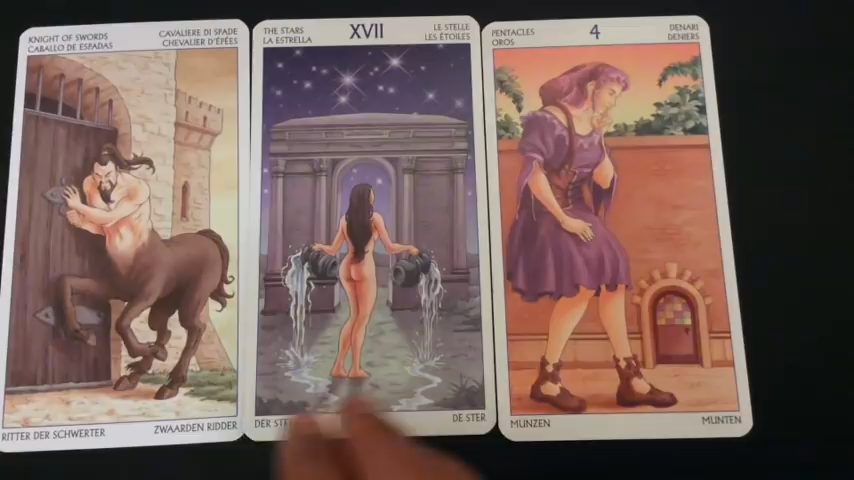 KNIGHT OF SWORDS
CABALLO DE ESPADAS
CAVALIERE DI SPADE
CHEVALIER D'ÉPÉES
RITTER DER SCHWERTER
ZWAARDEN RIDDER
THE STARS
LA ESTRELLA
XVII
LE STELLE
LES ÉTOILES
DER
DE STER
PENTACLES
OROS
4
DENARI
DENIERS
MUNZEN
MUNTEN